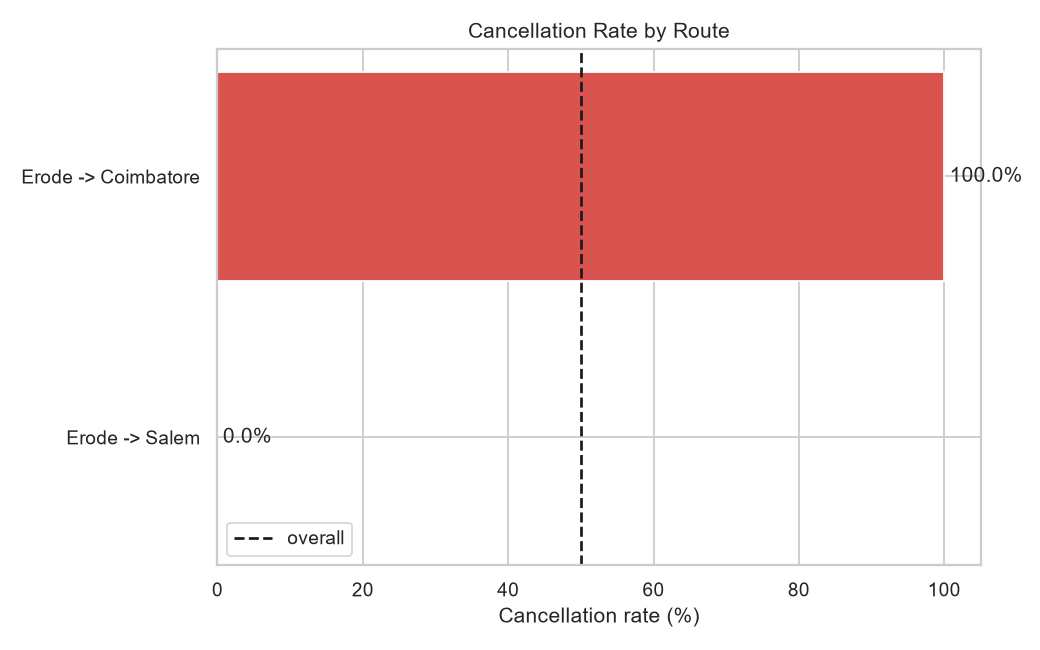 Cancellation Rate by Route
Erode -> Coimbatore
100.0%
Erode -> Salem
0.0%
overall
0 20 40 60 80 100
Cancellation rate (%)